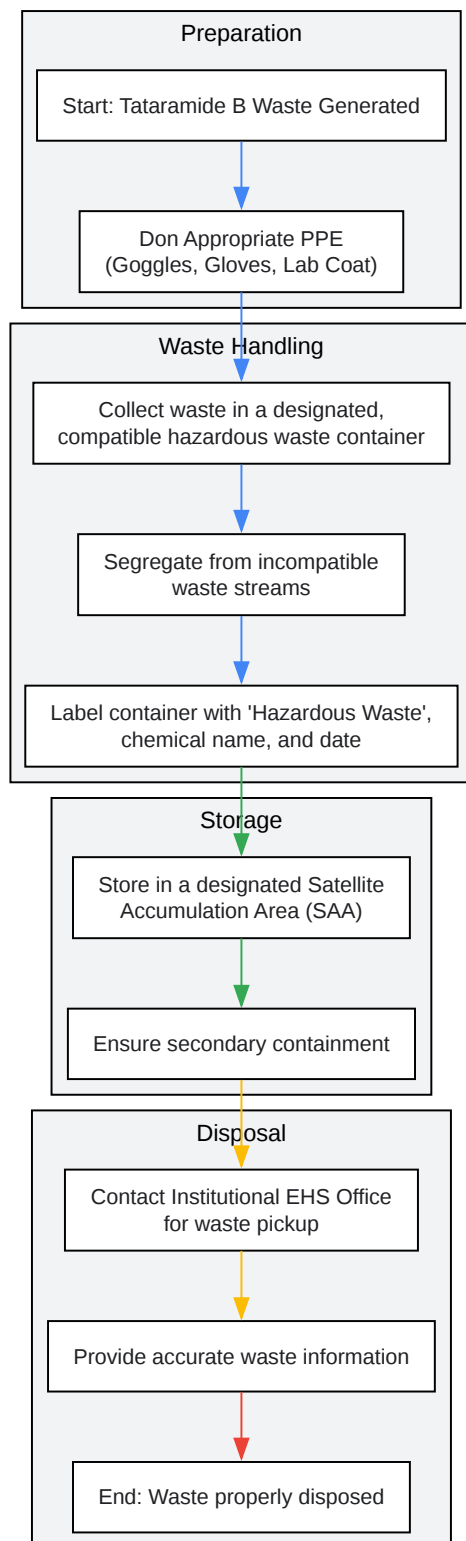 Preparation
Start: Tataramide B Waste Generated
Don Appropriate PPE
(Goggles, Gloves, Lab Coat)
Waste Handling
Collect waste in a designated,
compatible hazardous waste container
Segregate from incompatible
waste streams
Label container with 'Hazardous Waste',
chemical name, and date
Storage
Store in a designated Satellite
Accumulation Area (SAA)
Ensure secondary containment
Disposal
Contact Institutional EHS Office
for waste pickup
Provide accurate waste information
End: Waste properly disposed